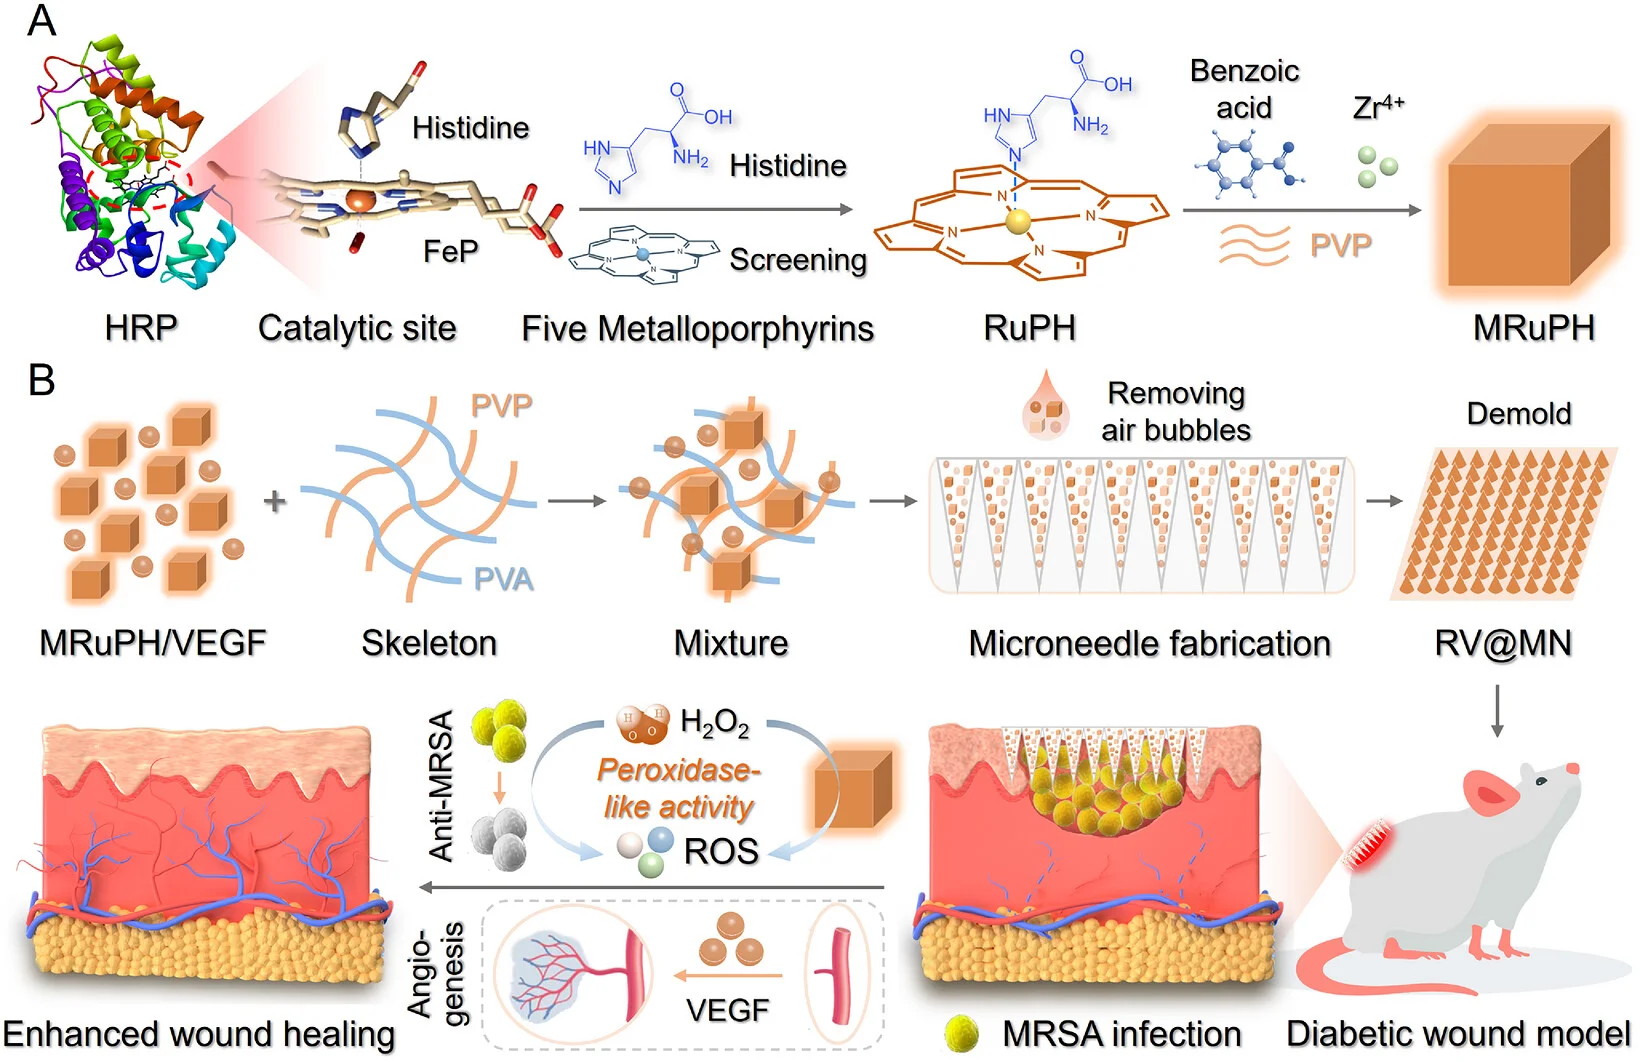 A
Histidine
FeP
HRP
Catalytic site
O
OH
NH₂
HN
N
Histidine
N
N
N
N
Screening
Five Metalloporphyrins
O
OH
NH₂
HN
N
N
N
N
N
RuPH
Benzoic
acid
Zr⁴⁺
PVP
MRuPH
B
+
MRuPH/VEGF
PVP
PVA
Skeleton
Mixture
Removing
air bubbles
Microneedle fabrication
Demold
RV@MN
Diabetic wound model
MRSA infection
Anti-MRSA
H H
O O
H₂O₂
Peroxidase-
like activity
ROS
Angio-
genesis
VEGF
Enhanced wound healing